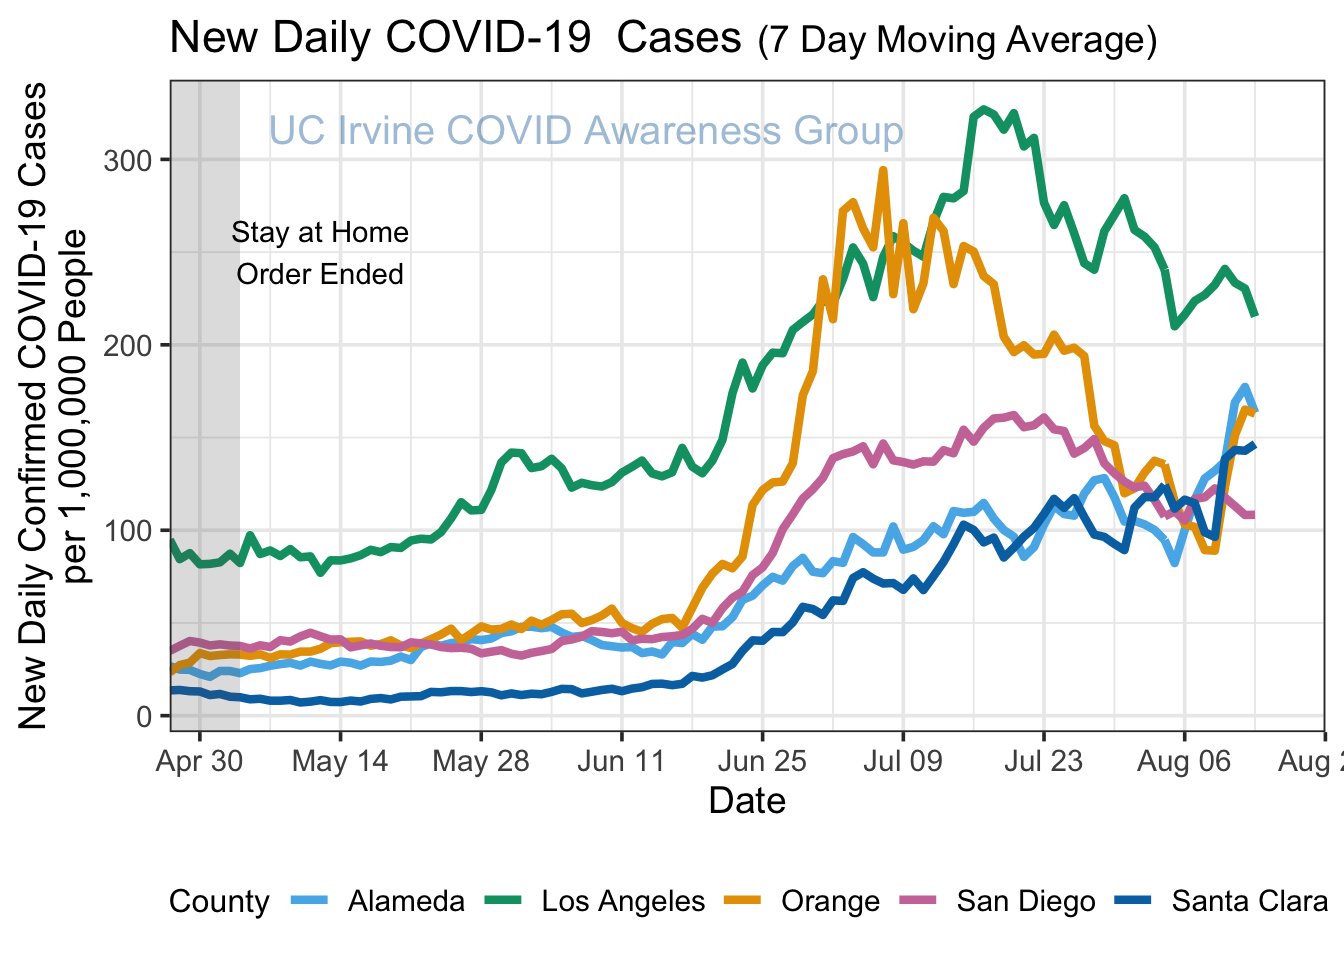 New Daily COVID-19  Cases (7 Day Moving Average)
UC Irvine COVID Awareness Group
Stay at Home
Order Ended
New Daily Confirmed COVID-19 Cases
per 1,000,000 People
300
200
100
0
Apr 30 May 14 May 28 Jun 11 Jun 25 Jul 09 Jul 23 Aug 06 Aug 2
Date
County Alameda Los Angeles Orange San Diego Santa Clara